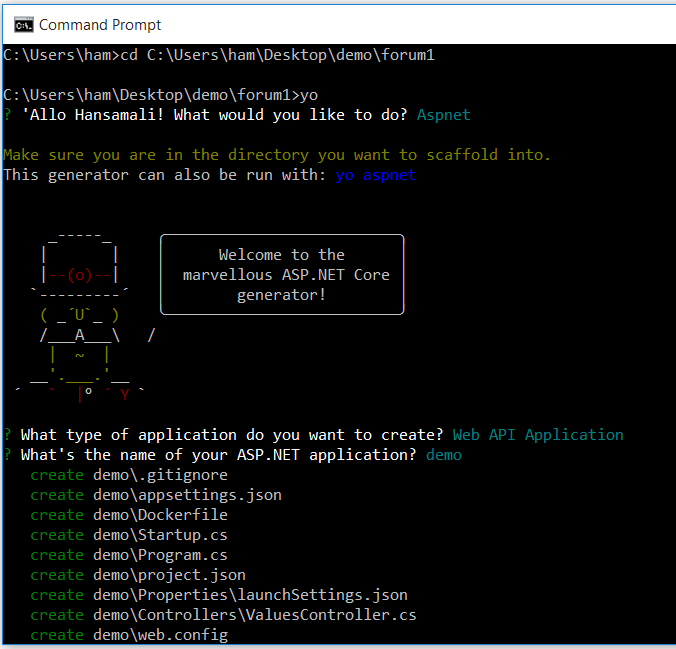 Command Prompt
C:\Users\ham>cd C:\Users\ham\Desktop\demo\forum1
C:\Users\ham\Desktop\demo\forum1>yo
? 'Allo Hansamali! What would you like to do? Aspnet
Make sure you are in the directory you want to scaffold into.
This generator can also be run with: yo aspnet
Welcome to the
marvellous ASP.NET Core
generator!
? What type of application do you want to create? Web API Application
? What's the name of your ASP.NET application? demo
create demo\.gitignore
create demo\appsettings.json
create demo\Dockerfile
create demo\Startup.cs
create demo\Program.cs
create demo\project.json
create demo\Properties\launchSettings.json
create demo\Controllers\ValuesController.cs
create demo\web.config